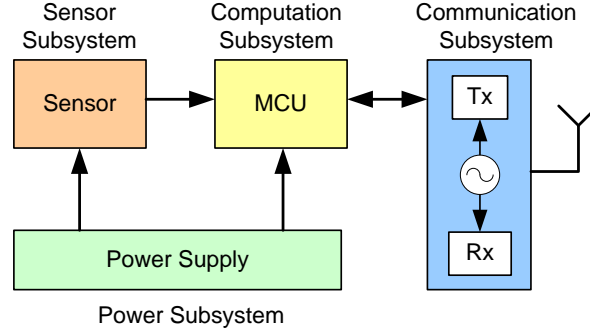 Sensor
Subsystem
Computation
Subsystem
Communication
Subsystem
Sensor
MCU
Tx
Rx
Power Supply
Power Subsystem